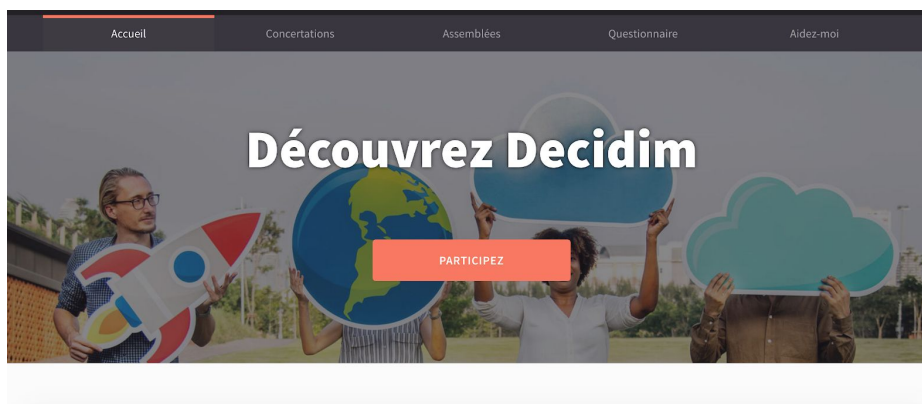 Accueil
Concertations
Assemblées
Questionnaire
Aidez-moi
Découvrez Decidim
PARTICIPEZ